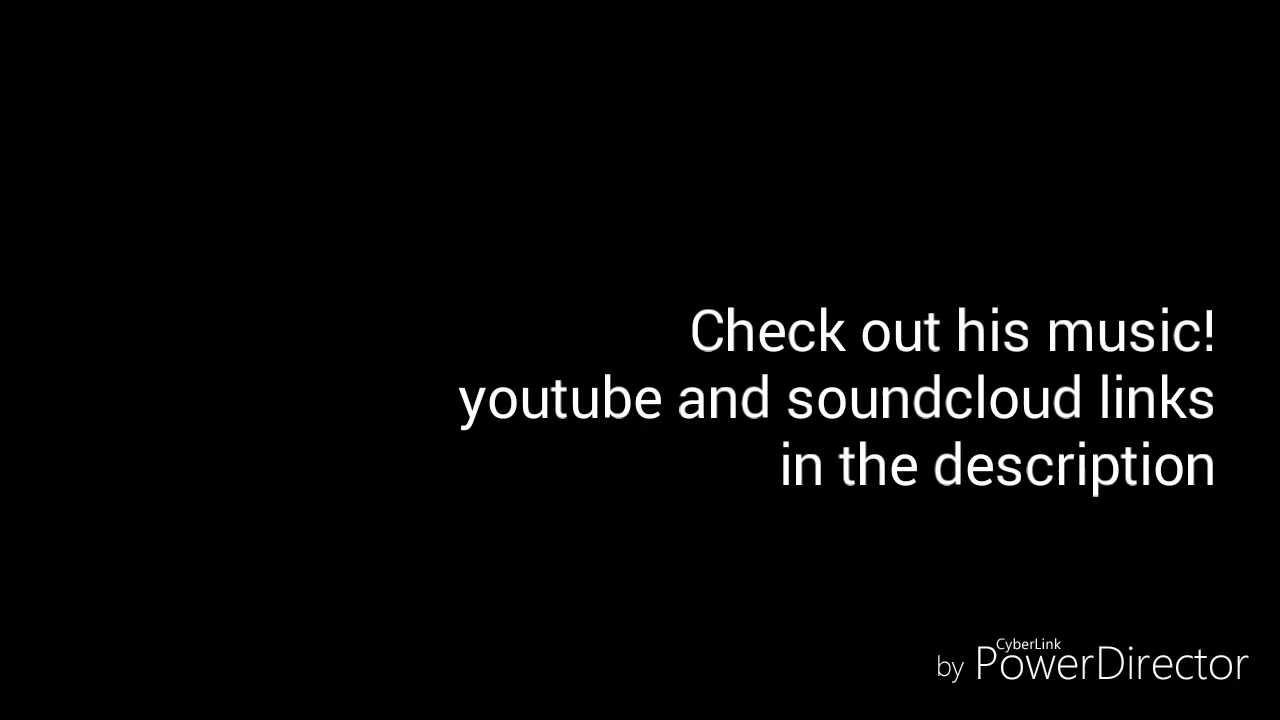 Check out his music!
youtube and soundcloud links
in the description
CyberLink
by PowerDirector